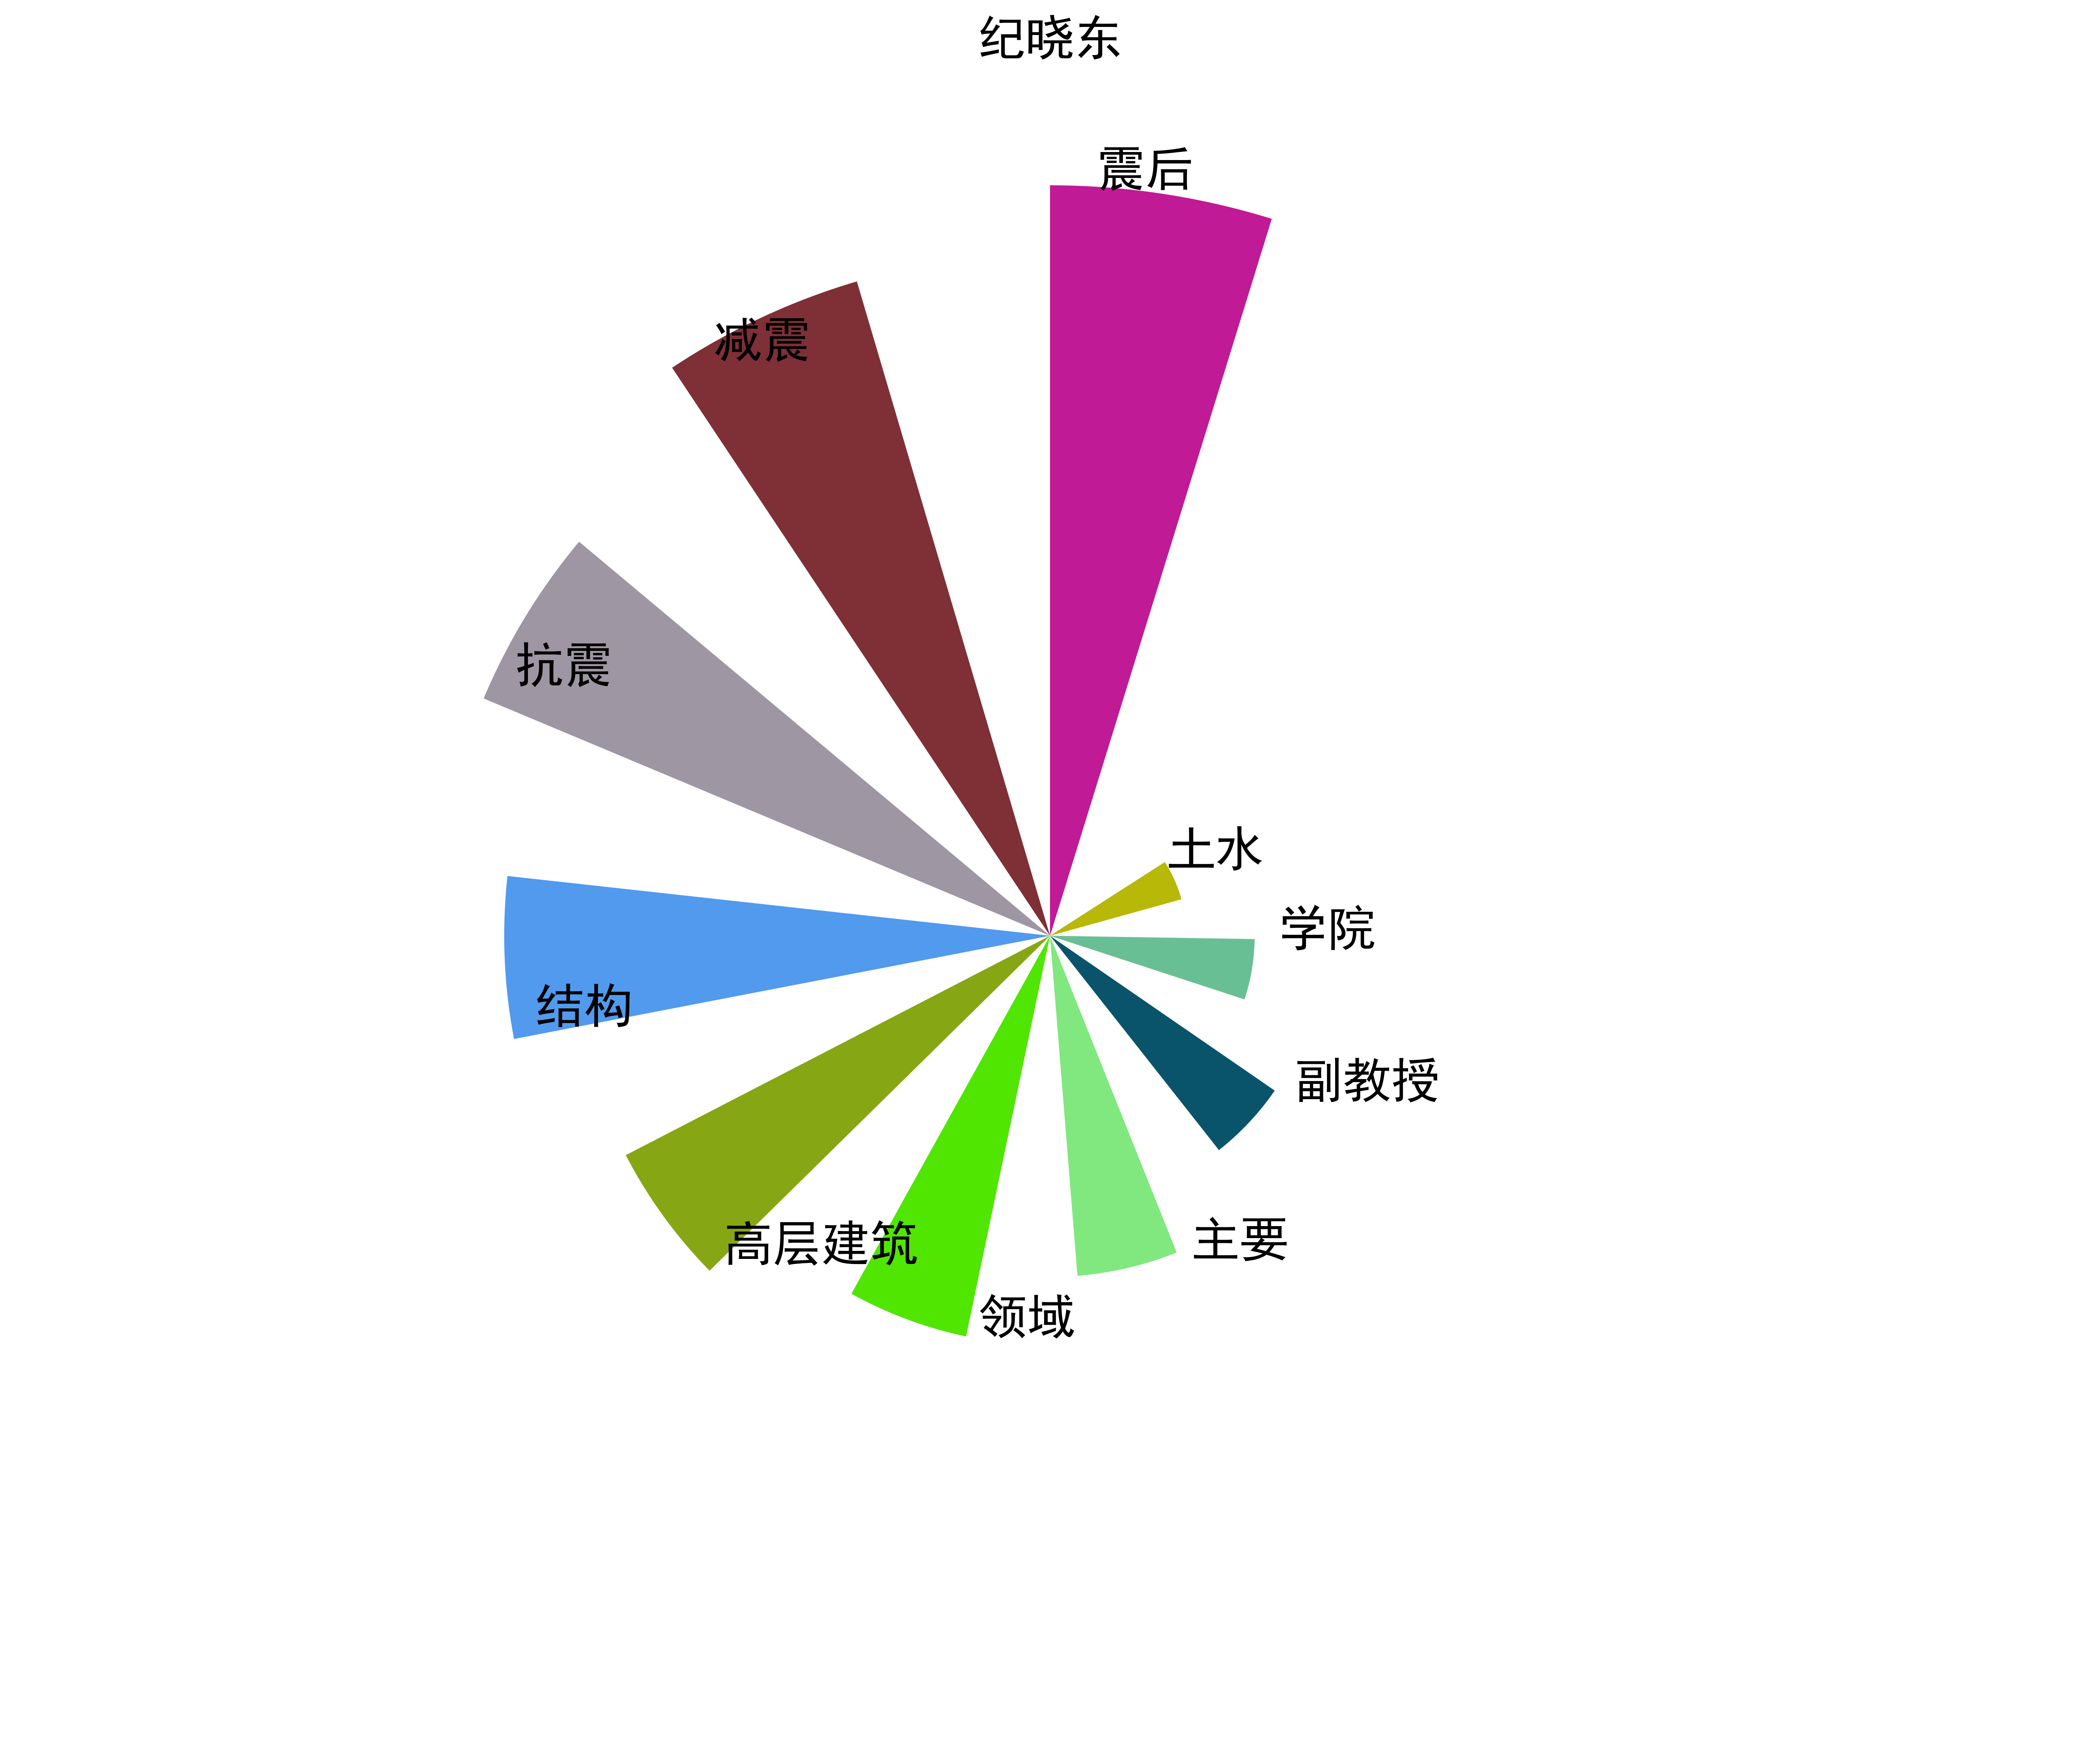 纪晓东
震后
减震
抗震
土水
学院
结构
副教授
主要
高层建筑
领域